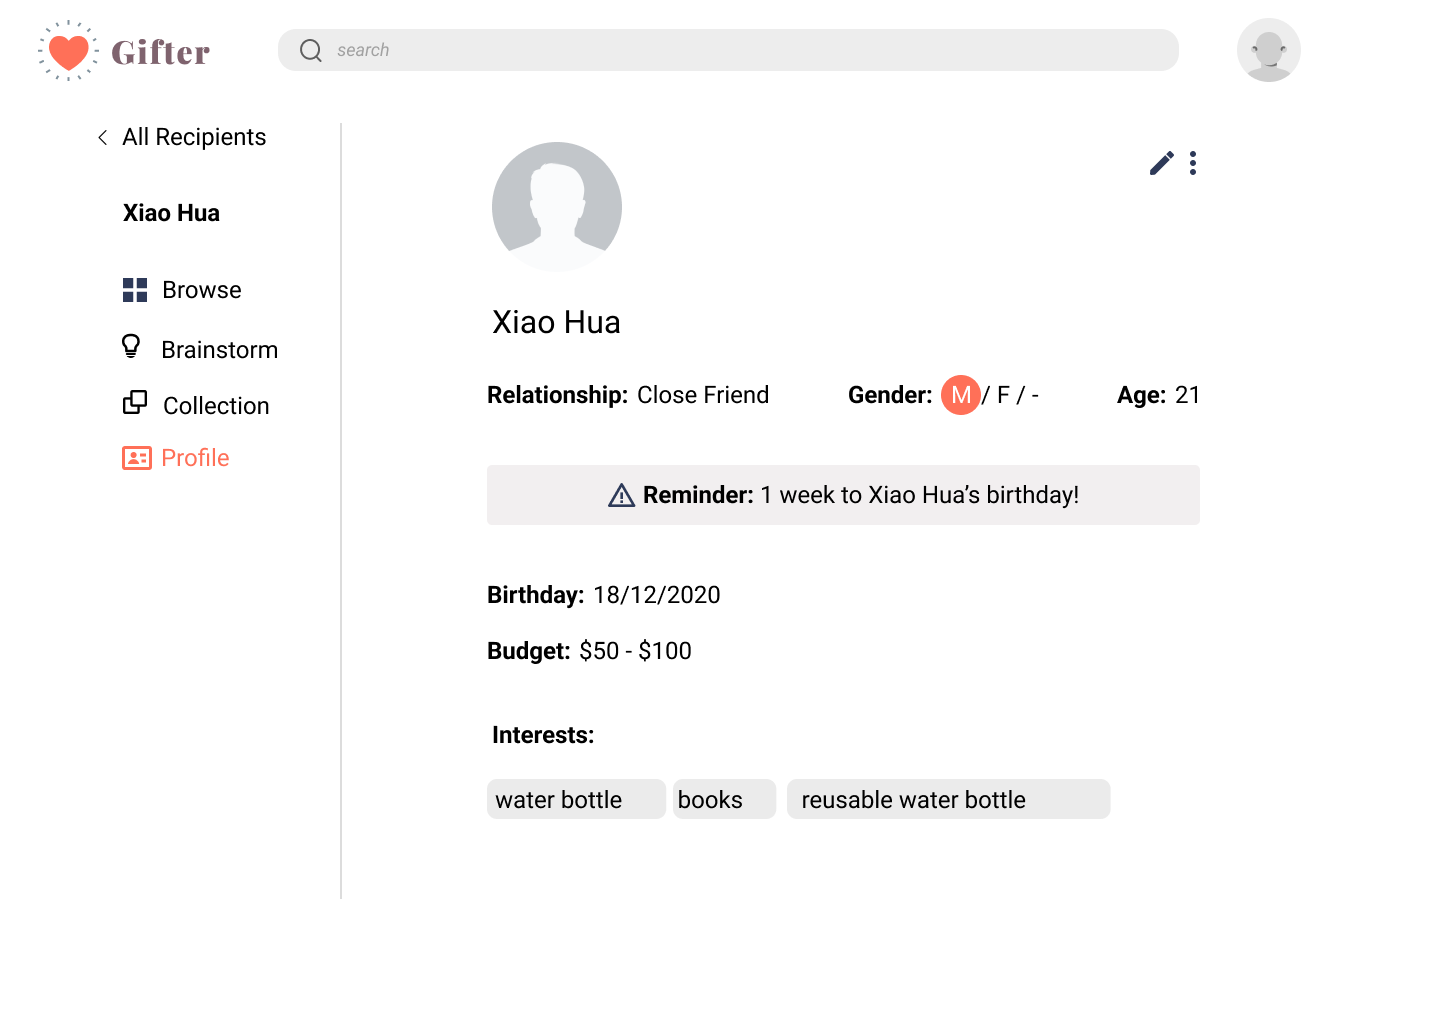 Gifter
search
All Recipients
Xiao Hua
Browse
Brainstorm
Collection
Profile
Xiao Hua
Relationship: Close Friend Gender: M / F / - Age: 21
Reminder: 1 week to Xiao Hua’s birthday!
Birthday: 18/12/2020
Budget: $50 - $100
Interests:
water bottle books reusable water bottle